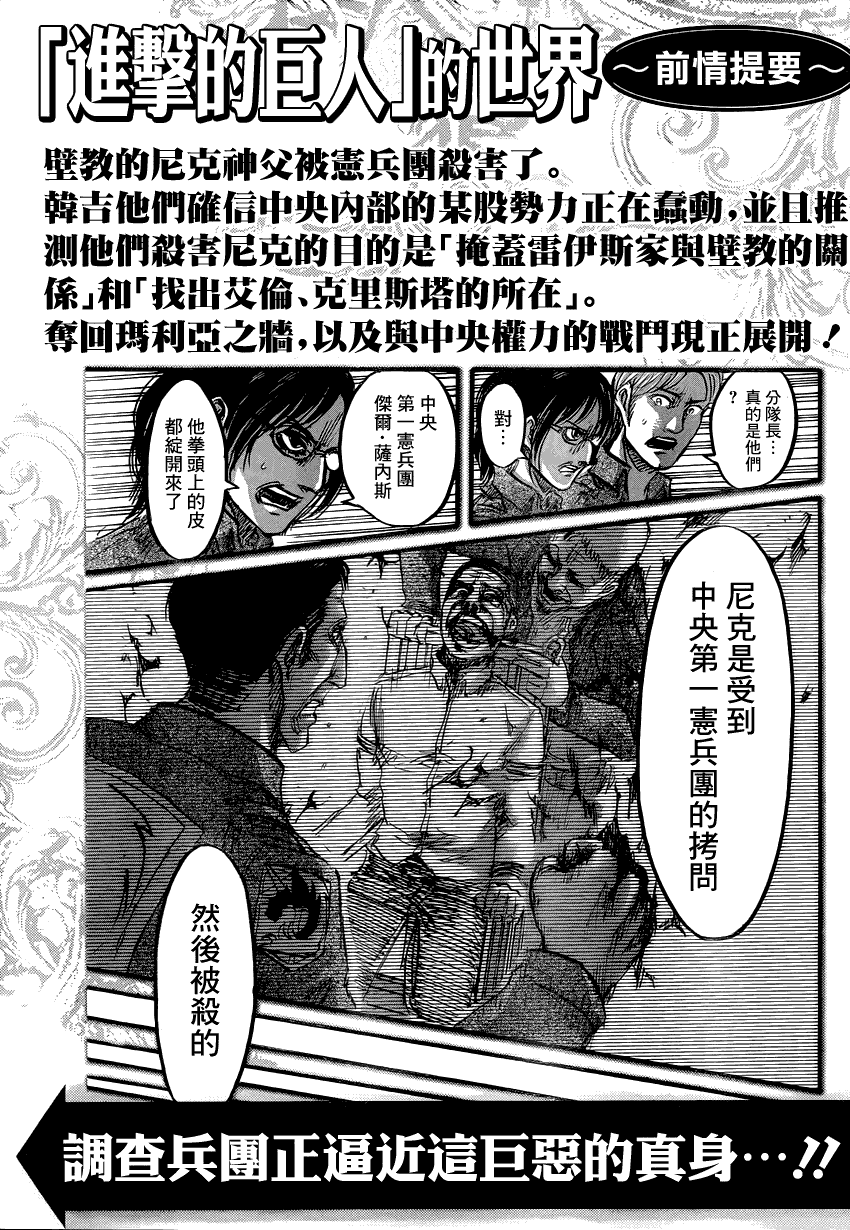 「進擊的巨人」的世界
～前情提要～
壁教的尼克神父被憲兵團殺害了。
韓吉他們確信中央內部的某股勢力正在蠢動，並且推
測他們殺害尼克的目的是「掩蓋雷伊斯家與壁教的關
係」和「找出艾倫、克里斯塔的所在」。
奪回瑪利亞之牆，以及與中央權力的戰鬥現正展開！
分隊長…
真的是他們
？
對…
中央
第一憲兵團
傑爾・薩內斯
他拳頭上的皮
都綻開來了
尼克是受到
中央第一憲兵團的拷問
然後被殺的
調查兵團正逼近這巨惡的真身…!!